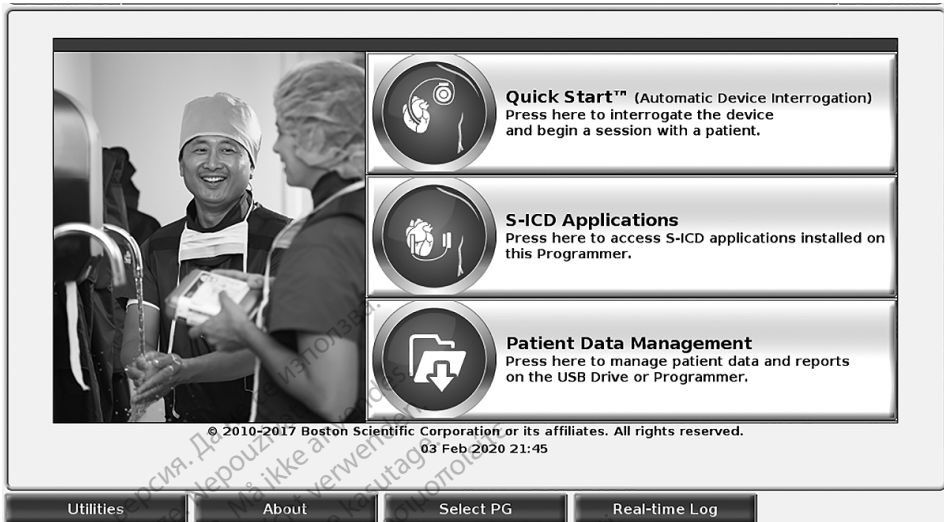 Quick Start™ (Automatic Device Interrogation)
Press here to interrogate the device
and begin a session with a patient.
S-ICD Applications
Press here to access S-ICD applications installed on
this Programmer.
Patient Data Management
Press here to manage patient data and reports
on the USB Drive or Programmer.
© 2010-2017 Boston Scientific Corporation or its affiliates. All rights reserved.
03 Feb 2020 21:45
Utilities
About
Select PG
Real-time Log